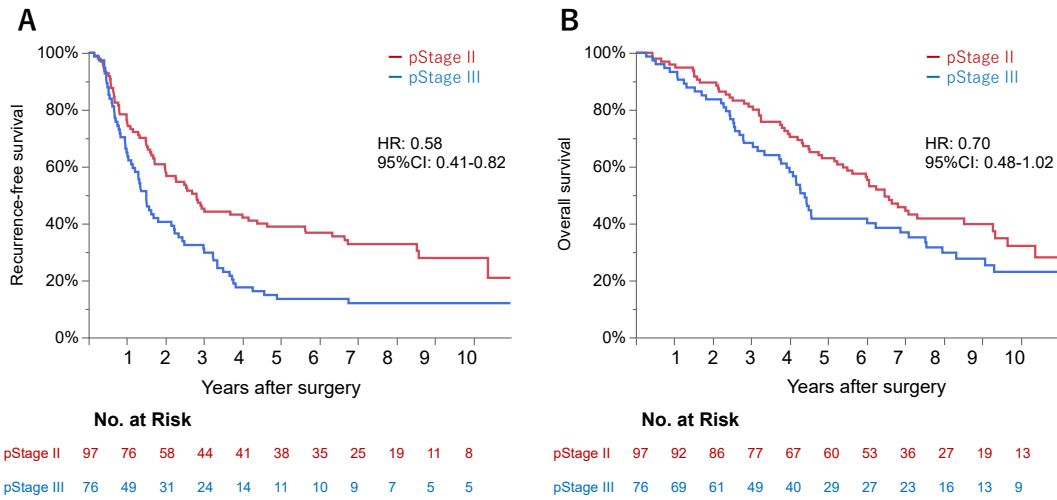 A
100%
80%
60%
40%
20%
0%
Recurrence-free survival
pStage II
pStage III
HR: 0.58
95%CI: 0.41-0.82
1 2 3 4 5 6 7 8 9 10
Years after surgery
No. at Risk
pStage II 97 76 58 44 41 38 35 25 19 11 8
pStage III 76 49 31 24 14 11 10 9 7 5 5
B
100%
80%
60%
40%
20%
0%
Overall survival
pStage II
pStage III
HR: 0.70
95%CI: 0.48-1.02
1 2 3 4 5 6 7 8 9 10
Years after surgery
No. at Risk
pStage II 97 92 86 77 67 60 53 36 27 19 13
pStage III 76 69 61 49 40 29 27 23 16 13 9